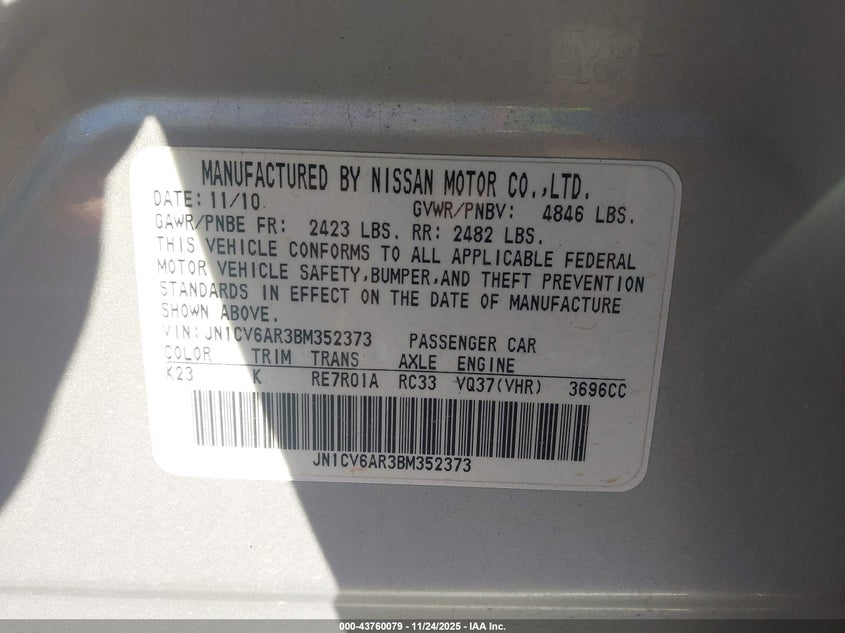 MANUFACTURED BY NISSAN MOTOR CO.,LTD.
DATE: 11/10 GVWR/PNBV: 4846 LBS.
GAWR/PNBE FR: 2423 LBS. RR: 2482 LBS.
THIS VEHICLE CONFORMS TO ALL APPLICABLE FEDERAL
MOTOR VEHICLE SAFETY,BUMPER,AND THEFT PREVENTION
STANDARDS IN EFFECT ON THE DATE OF MANUFACTURE
SHOWN ABOVE.
VIN: JN1CV6AR3BM352373 PASSENGER CAR
COLOR TRIM TRANS AXLE ENGINE
K23 K RE7R01A RC33 VQ37(VHR) 3696CC
JN1CV6AR3BM352373
000-43760079 - 11/24/2025 - IAA Inc.